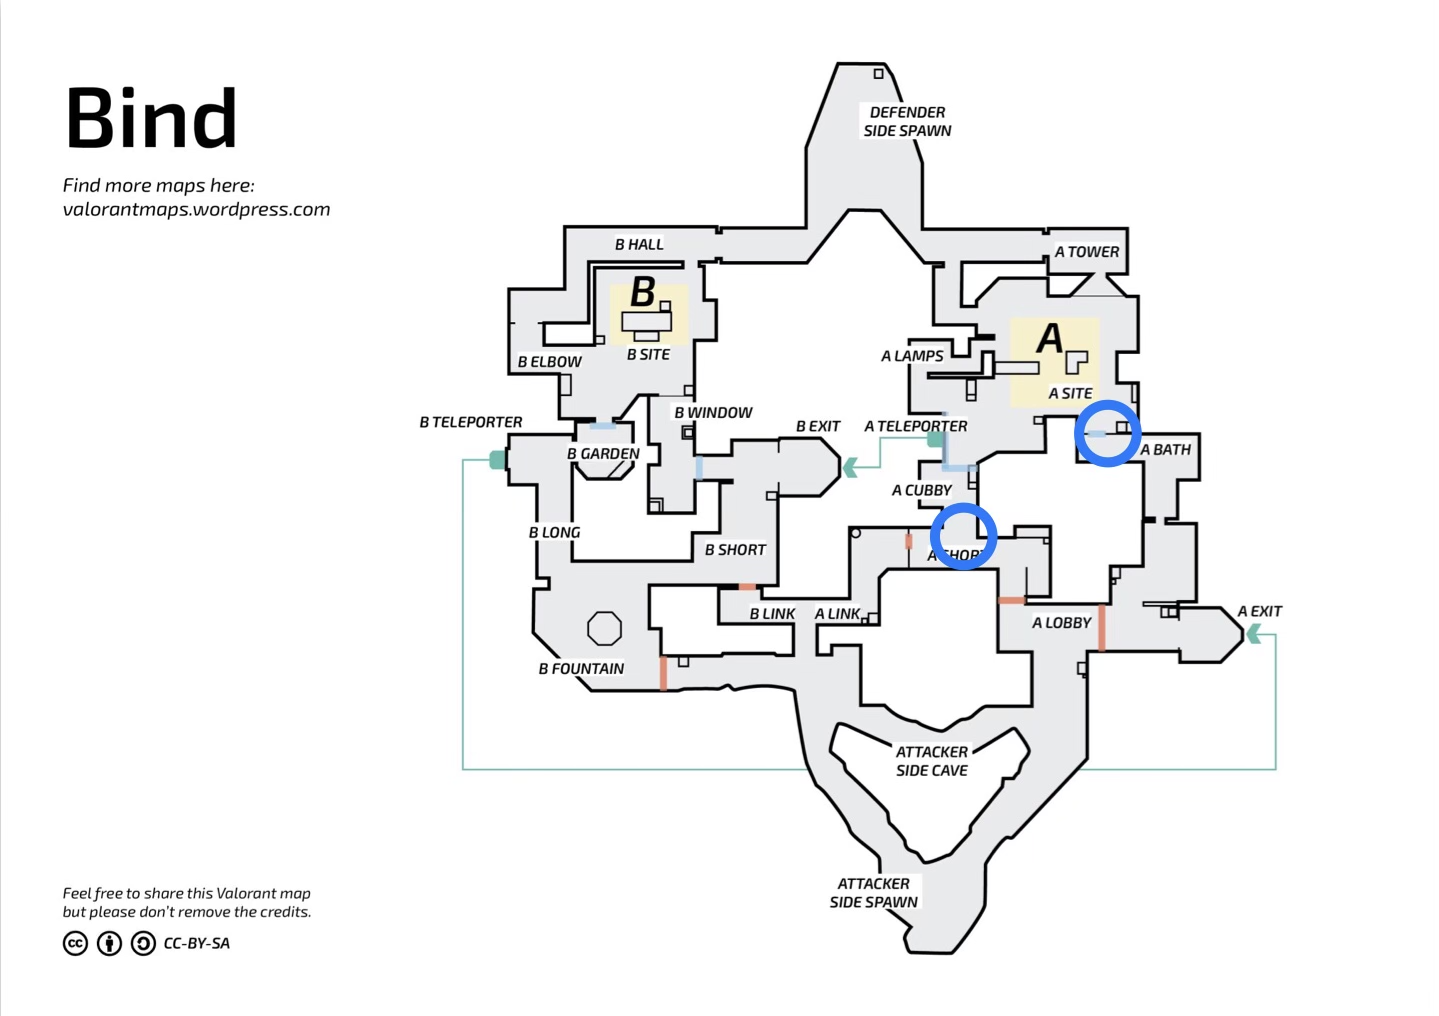 Bind
Find more maps here:
valorantmaps.wordpress.com
DEFENDER
SIDE SPAWN
B HALL
A TOWER
B
B SITE
B ELBOW
A
A LAMPS
A SITE
B TELEPORTER
B WINDOW
B EXIT
A TELEPORTER
B GARDEN
A BATH
A CUBBY
B LONG
B SHORT
A SHORT
B LINK
A LINK
A LOBBY
A EXIT
B FOUNTAIN
ATTACKER
SIDE CAVE
ATTACKER
SIDE SPAWN
Feel free to share this Valorant map
but please don't remove the credits.
cc
CC-BY-SA